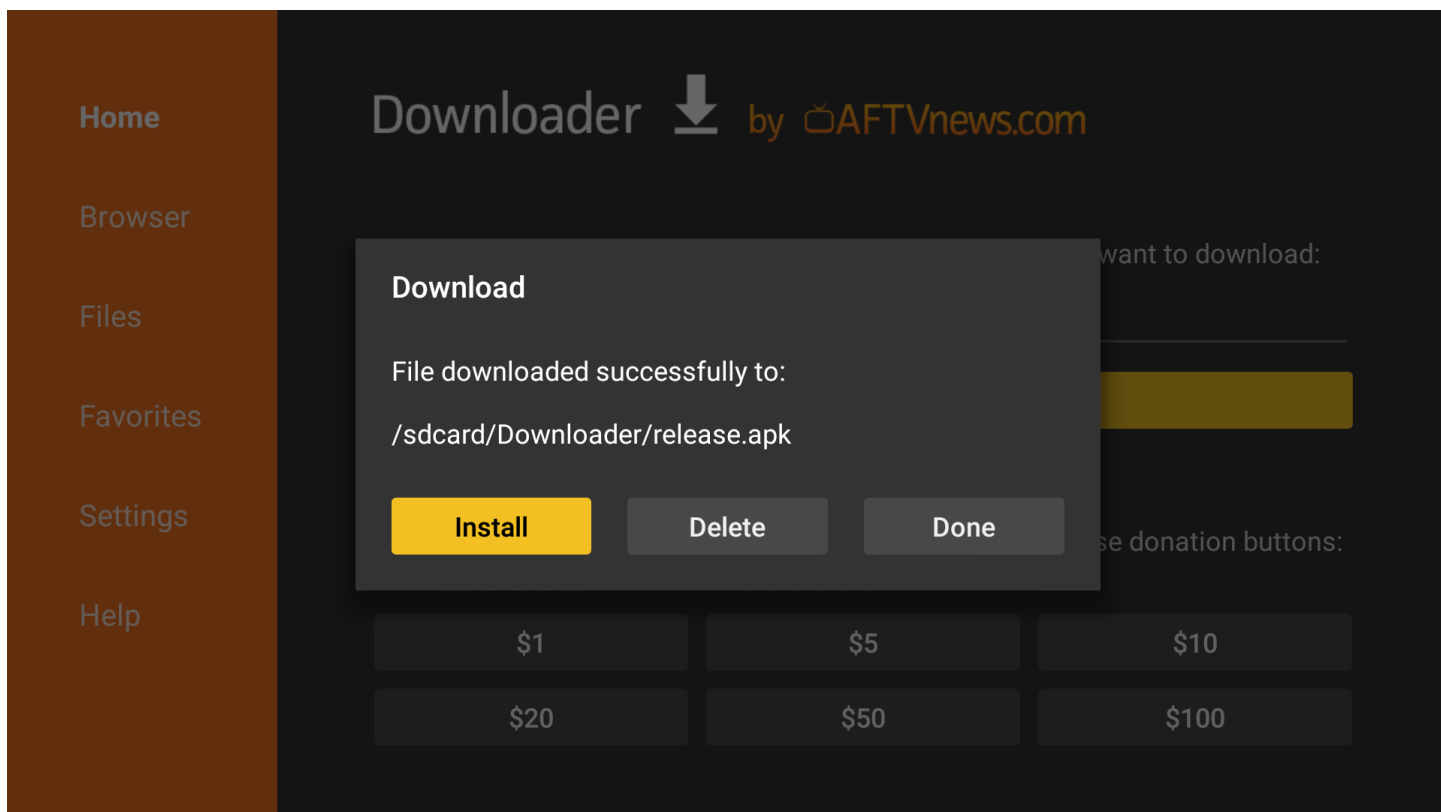 Home
Browser
Files
Favorites
Settings
Help
Downloader by AFTVnews.com
want to download:
Download
File downloaded successfully to:
/sdcard/Downloader/release.apk
Install Delete Done
se donation buttons:
$1 $5 $10
$20 $50 $100